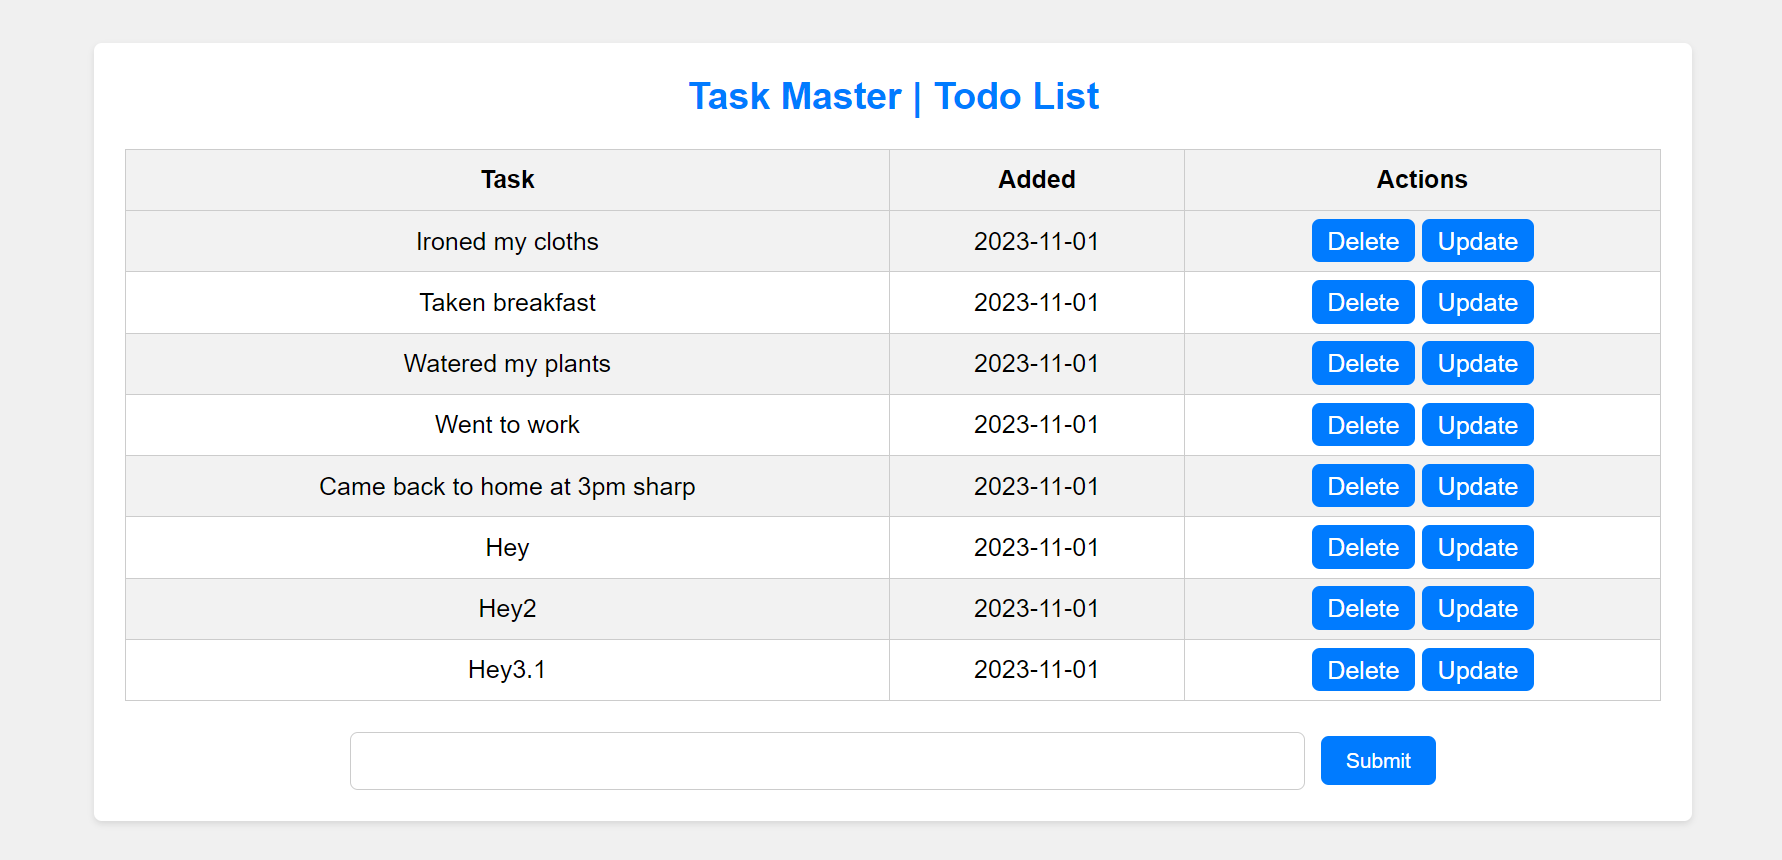 Task Master | Todo List
Task Added Actions
Ironed my cloths 2023-11-01 Delete Update
Taken breakfast 2023-11-01 Delete Update
Watered my plants 2023-11-01 Delete Update
Went to work 2023-11-01 Delete Update
Came back to home at 3pm sharp 2023-11-01 Delete Update
Hey 2023-11-01 Delete Update
Hey2 2023-11-01 Delete Update
Hey3.1 2023-11-01 Delete Update
Submit